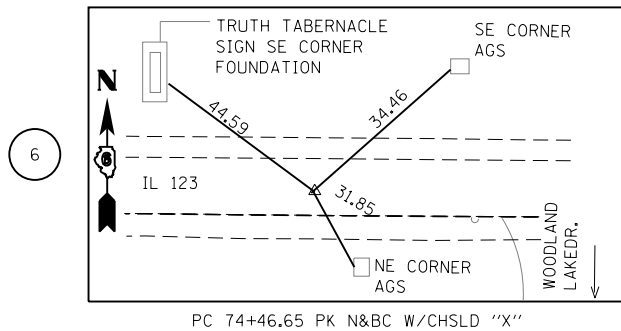 TRUTH TABERNACLE
SIGN SE CORNER
FOUNDATION
SE CORNER
AGS
N
44.59
34.46
6
6
IL 123
31.85
WOODLAND
LAKEDR.
NE CORNER
AGS
PC 74+46.65 PK N&BC W/CHSLD "X"